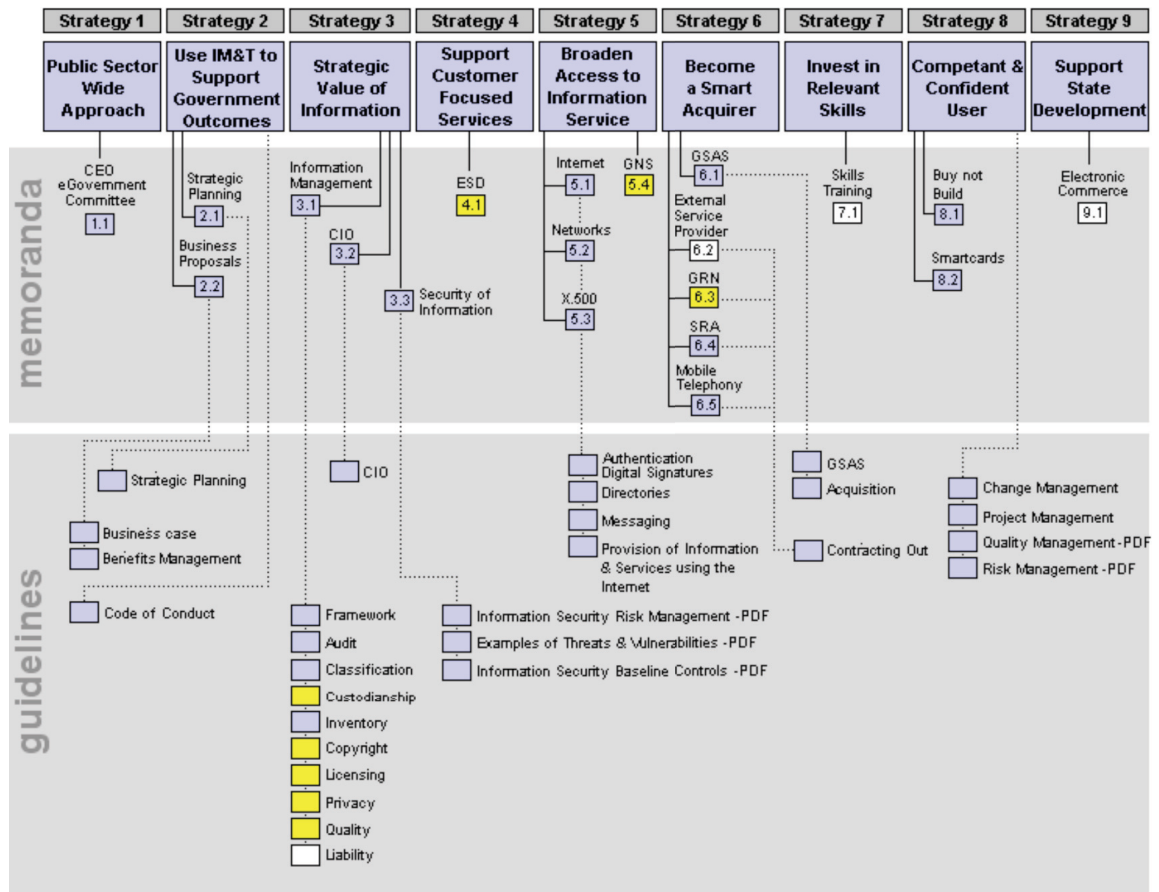 Strategy 1
Strategy 2
Strategy 3
Strategy 4
Strategy 5
Strategy 6
Strategy 7
Strategy 8
Strategy 9
Public Sector
Wide
Approach
Use IM&T to
Support
Government
Outcomes
Strategic
Value of
Information
Support
Customer
Focused
Services
Broaden
Access to
Information
Service
Become
a Smart
Acquirer
Invest in
Relevant
Skills
Competant &
Confident
User
Support
State
Development
memoranda
CEO
eGovernment
Committee
1.1
Strategic
Planning
2.1
Business
Proposals
2.2
Information
Management
3.1
CIO
3.2
3.3
Security of
Information
ESD
4.1
Internet
5.1
Networks
5.2
X.500
5.3
GNS
5.4
GSAS
6.1
External
Service
Provider
6.2
GRN
6.3
SRA
6.4
Mobile
Telephony
6.5
Skills
Training
7.1
Buy not
Build
8.1
Smartcards
8.2
Electronic
Commerce
9.1
guidelines
Strategic Planning
Business case
Benefits Management
Code of Conduct
CIO
Framework
Audit
Classification
Custodianship
Inventory
Copyright
Licensing
Privacy
Quality
Liability
Information Security Risk Management -PDF
Examples of Threats & Vulnerabilities -PDF
Information Security Baseline Controls -PDF
Authentication
Digital Signatures
Directories
Messaging
Provision of Information
& Services using the
Internet
GSAS
Acquisition
Contracting Out
Change Management
Project Management
Quality Management -PDF
Risk Management -PDF